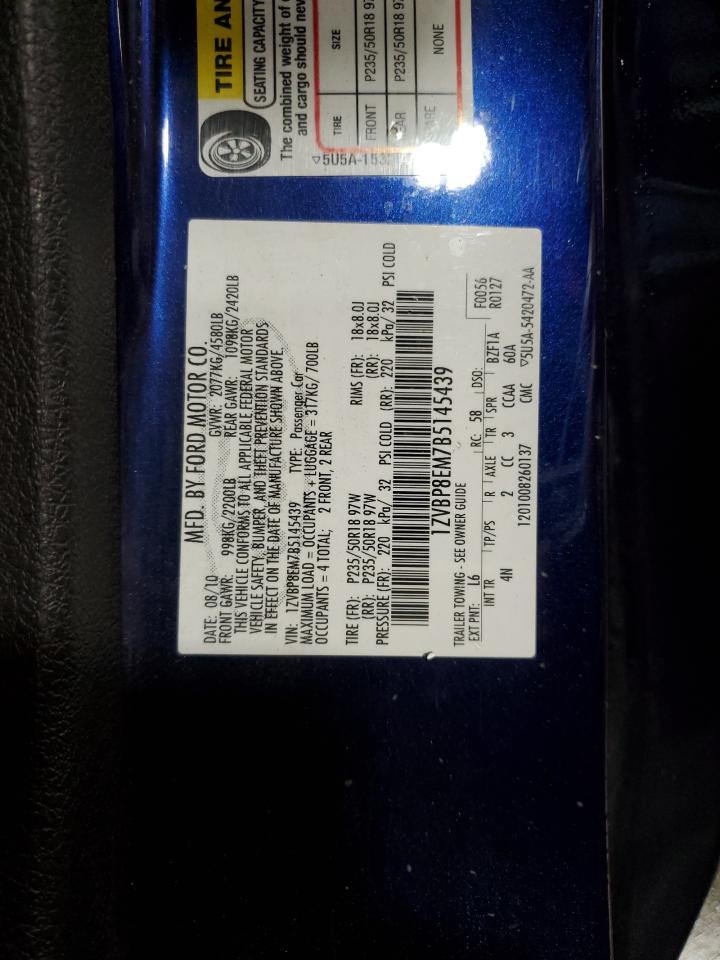 TIRE AN
SEATING CAPACITY
The combined weight of
and cargo should nev
TIRE SIZE
FRONT P235/50R18 97
AR P235/50R18 97
ARE NONE
5U5A-153
MFD. BY FORD MOTOR CO.
DATE: 08/10 GVWR: 2077KG/4580LB
FRONT GAWR: 998KG/2200LB REAR GAWR: 1098KG/2420LB
THIS VEHICLE CONFORMS TO ALL APPLICABLE FEDERAL MOTOR
VEHICLE SAFETY, BUMPER, AND THEFT PREVENTION STANDARDS
IN EFFECT ON THE DATE OF MANUFACTURE SHOWN ABOVE.
VIN: 1ZVBP8EM7B5145439 TYPE: Passenger Car
MAXIMUM LOAD = OCCUPANTS + LUGGAGE = 317KG/ 700LB
OCCUPANTS = 4 TOTAL; 2 FRONT, 2 REAR
TIRE (FR): P235/50R18 97W RIMS (FR): 18x8.0J
(RR): P235/50R18 97W (RR): 18x8.0J
PRESSURE (FR): 220 kPa/ 32 PSI COLD (RR): 220 kPa/ 32 PSI COLD
1ZVBP8EM7B5145439
TRAILER TOWING - SEE OWNER GUIDE
EXT PNT: L6 RC: 58 DSO: F0056
R0127
INT TR TP/PS R AXLE TR SPR BZF1A
4N 2 CC 3 CCAA 60A
1201008260137 CMC 5U5A-5420472-AA